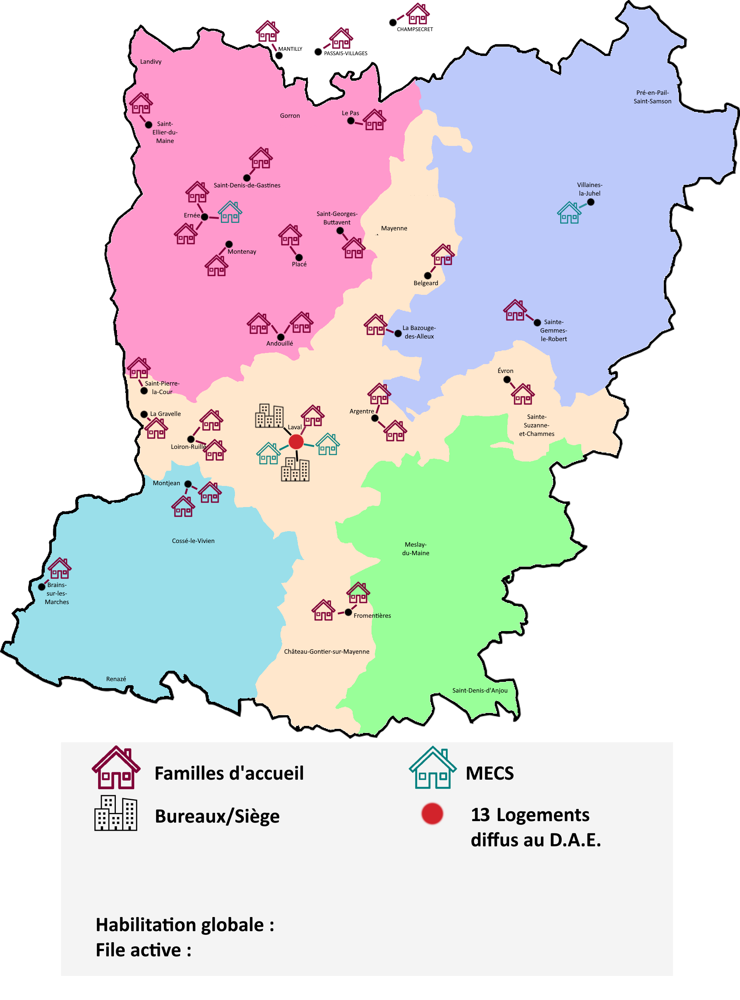 CHAMPSECRET
MANTILLY
PASSAIS-VILLAGES
Landivy
Pré-en-Pail-
Saint-Samson
Gorron
Le Pas
Saint-
Ellier-du-
Maine
Saint-Denis-de-Gastines
Villaines-
la-Juhel
Ernée
Saint-Georges-
Buttavent
Mayenne
Montenay
Placé
Belgeard
La Bazouge-
des-Alleux
Sainte-
Gemmes-
le-Robert
Andouillé
Évron
Saint-Pierre-
la-Cour
La Gravelle
Argentre
Sainte-
Suzanne-
et-Chammes
Laval
Loiron-Ruillé
Montjean
Cossé-le-Vivien
Meslay-
du-Maine
Brains-
sur-les-
Marches
Fromentières
Château-Gontier-sur-Mayenne
Renazé
Saint-Denis-d'Anjou
Familles d'accueil
MECS
Bureaux/Siège
13 Logements
diffus au D.A.E.
Habilitation globale :
File active :